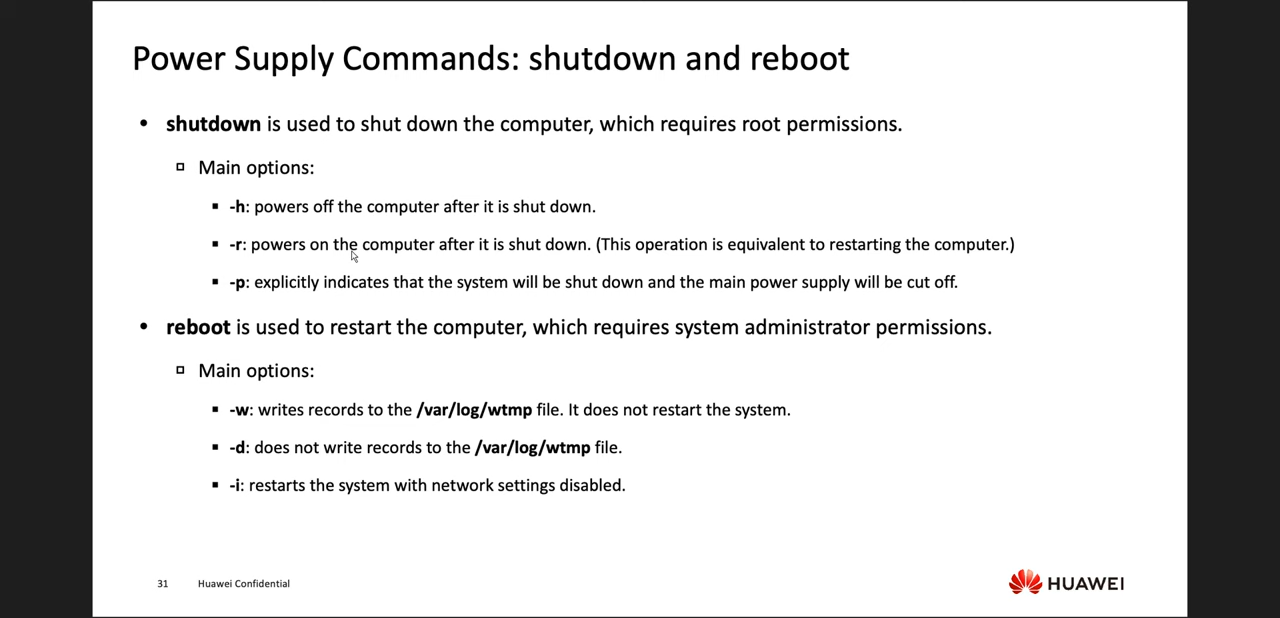 Power Supply Commands: shutdown and reboot
• shutdown is used to shut down the computer, which requires root permissions.
Main options:
-h: powers off the computer after it is shut down.
-r: powers on the computer after it is shut down. (This operation is equivalent to restarting the computer.)
-p: explicitly indicates that the system will be shut down and the main power supply will be cut off.
• reboot is used to restart the computer, which requires system administrator permissions.
Main options:
-w: writes records to the /var/log/wtmp file. It does not restart the system.
-d: does not write records to the /var/log/wtmp file.
-i: restarts the system with network settings disabled.
31 Huawei Confidential
HUAWEI